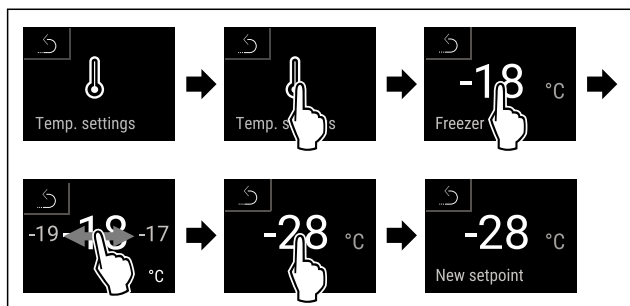 Temp. settings
Temp. s s
-18 °C
Freezer
-19 -18 -17
°C
-28 °C
-28 °C
New setpoint